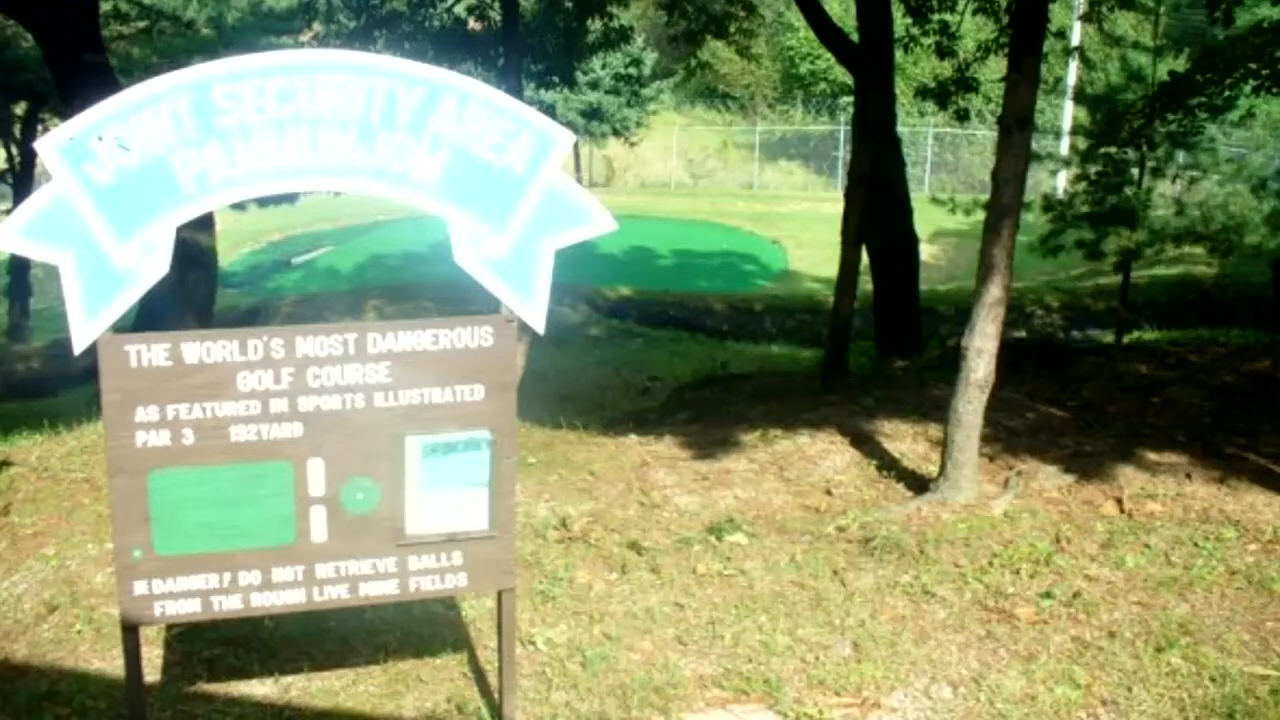 JOINT SECURITY AREA
PANMUNJOM
THE WORLD'S MOST DANGEROUS
GOLF COURSE
AS FEATURED IN SPORTS ILLUSTRATED
PAR 3 192YARD
※DANGER! DO NOT RETRIEVE BALLS
FROM THE ROUGH LIVE MINE FIELDS